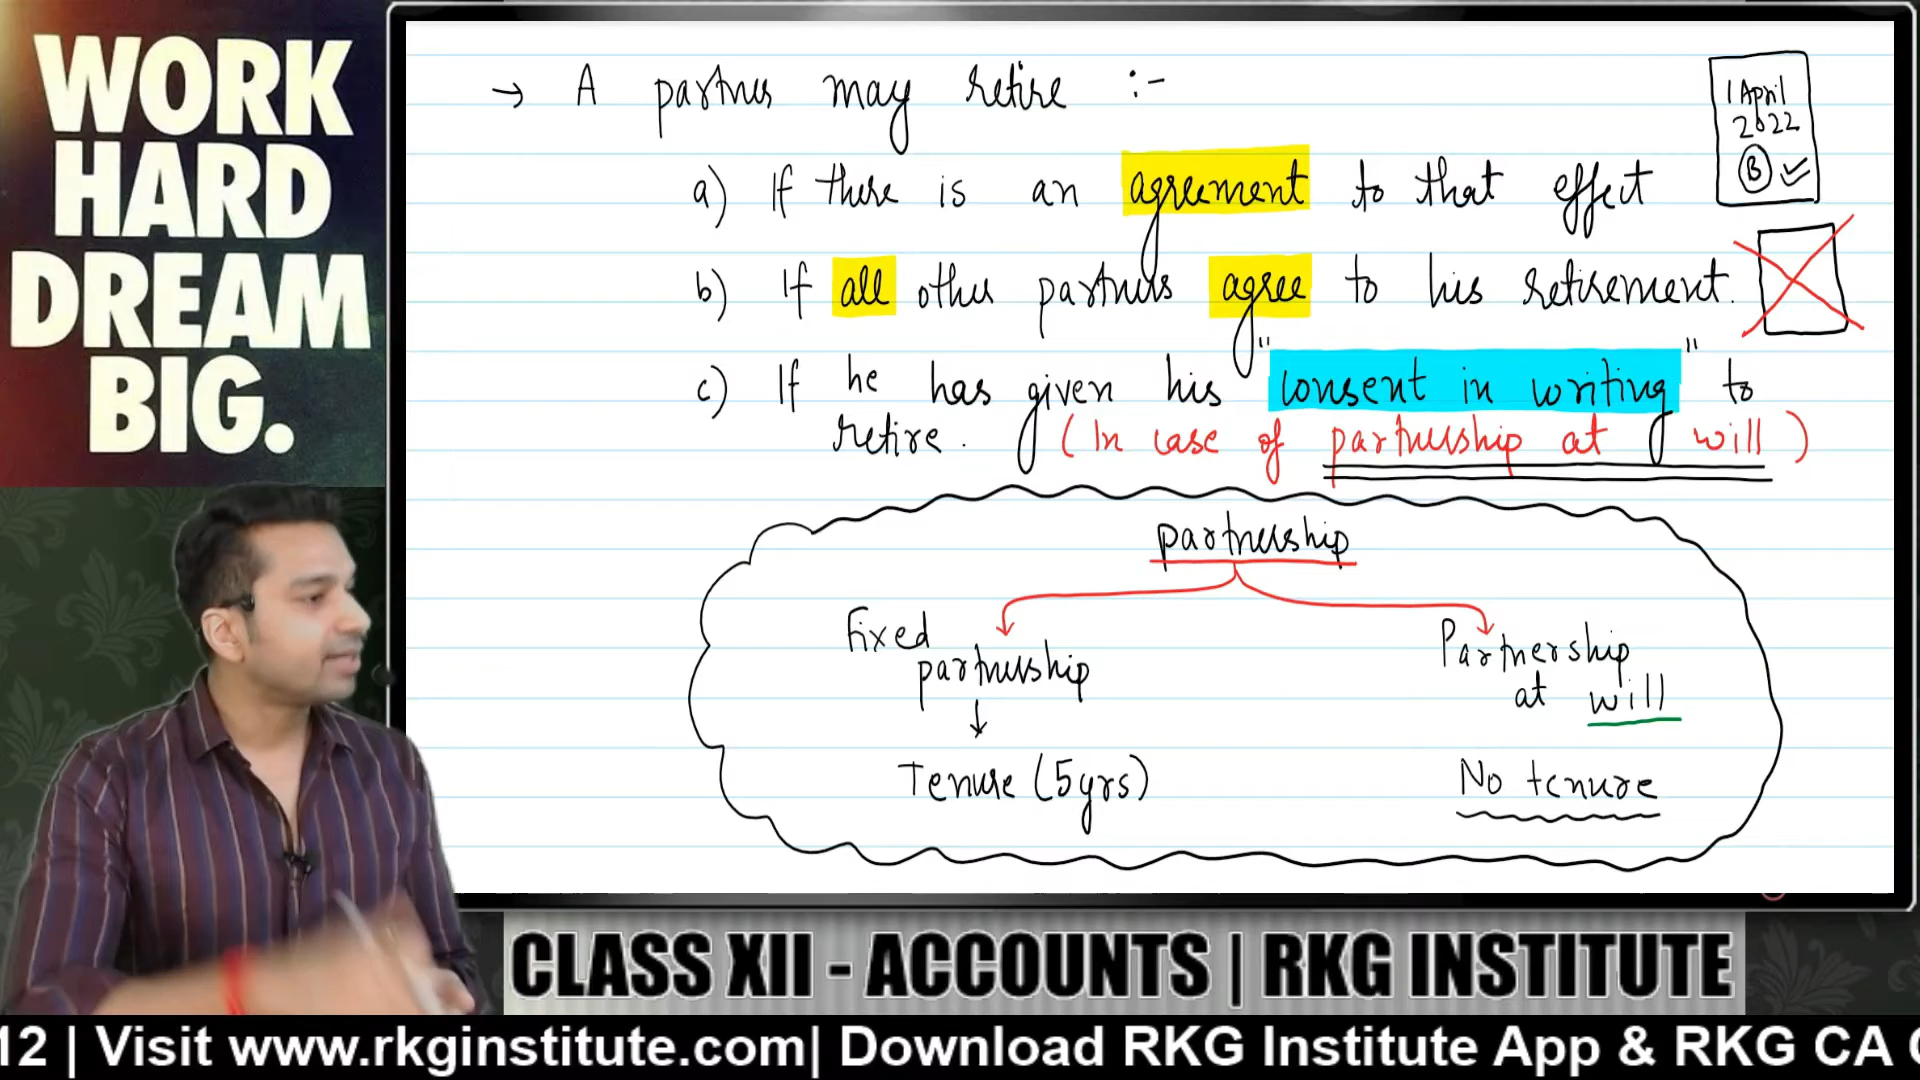 WORK
HARD
DREAM
BIG.
→ A partner may retire :-
a) If there is an agreement to that effect
b) If all other partners agree to his retirement.
c) If he has given his "consent in writing" to
retire. (In case of partnership at will)
1 April
2022
B ✓
partnership
Fixed
partnership
Tenure (5yrs)
Partnership
at will
No tenure
CLASS XII - ACCOUNTS | RKG INSTITUTE
12 | Visit www.rkginstitute.com| Download RKG Institute App & RKG CA